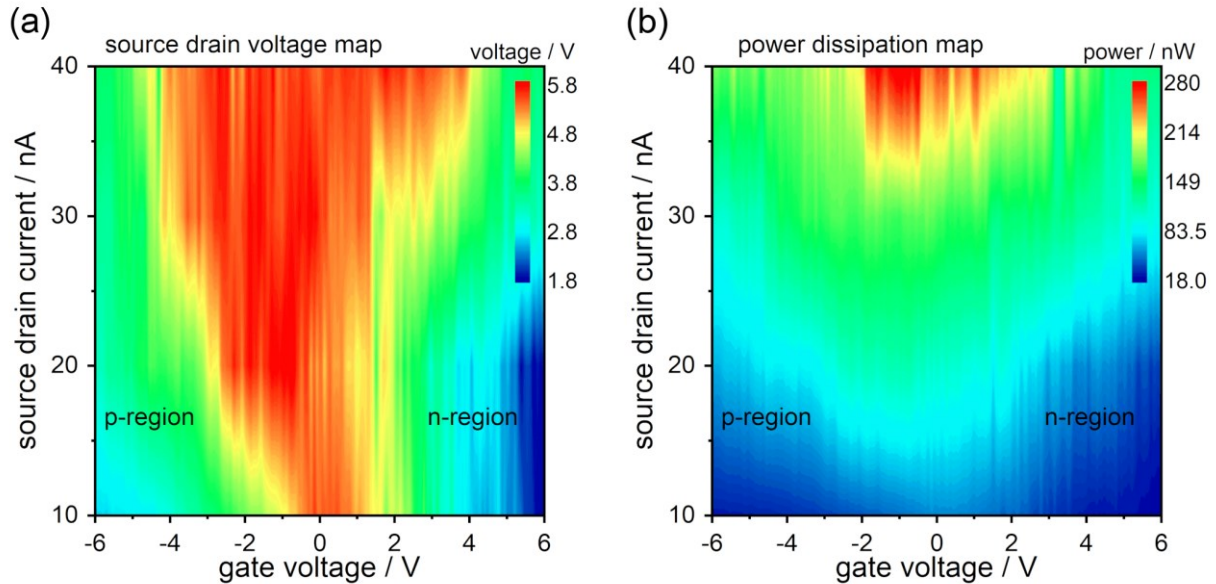 (a)
source drain voltage map
voltage / V
40
30
20
10
source drain current / nA
5.8
4.8
3.8
2.8
1.8
p-region
n-region
-6 -4 -2 0 2 4 6
gate voltage / V
(b)
power dissipation map
power / nW
40
30
20
10
source drain current / nA
280
214
149
83.5
18.0
p-region
n-region
-6 -4 -2 0 2 4 6
gate voltage / V